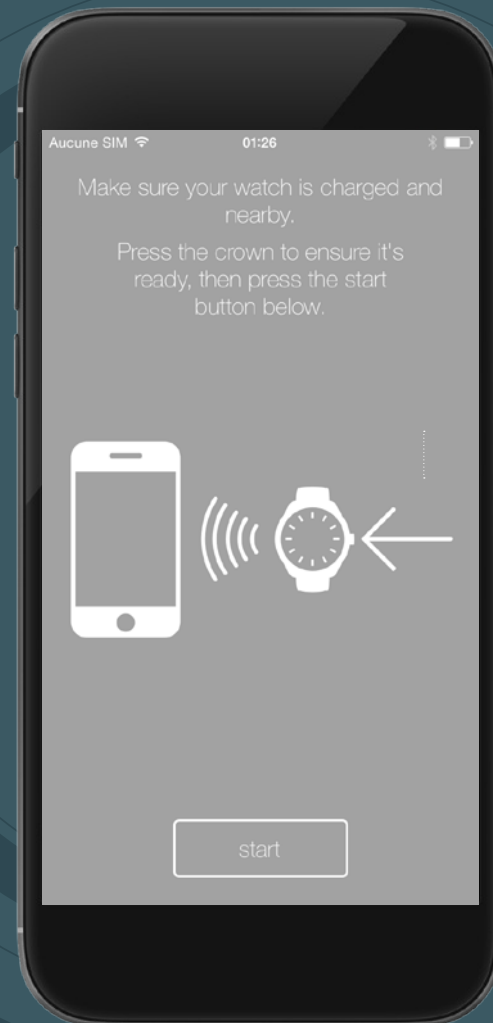 Aucune SIM 01:26
Make sure your watch is charged and
nearby.
Press the crown to ensure it's
ready, then press the start
button below.
start